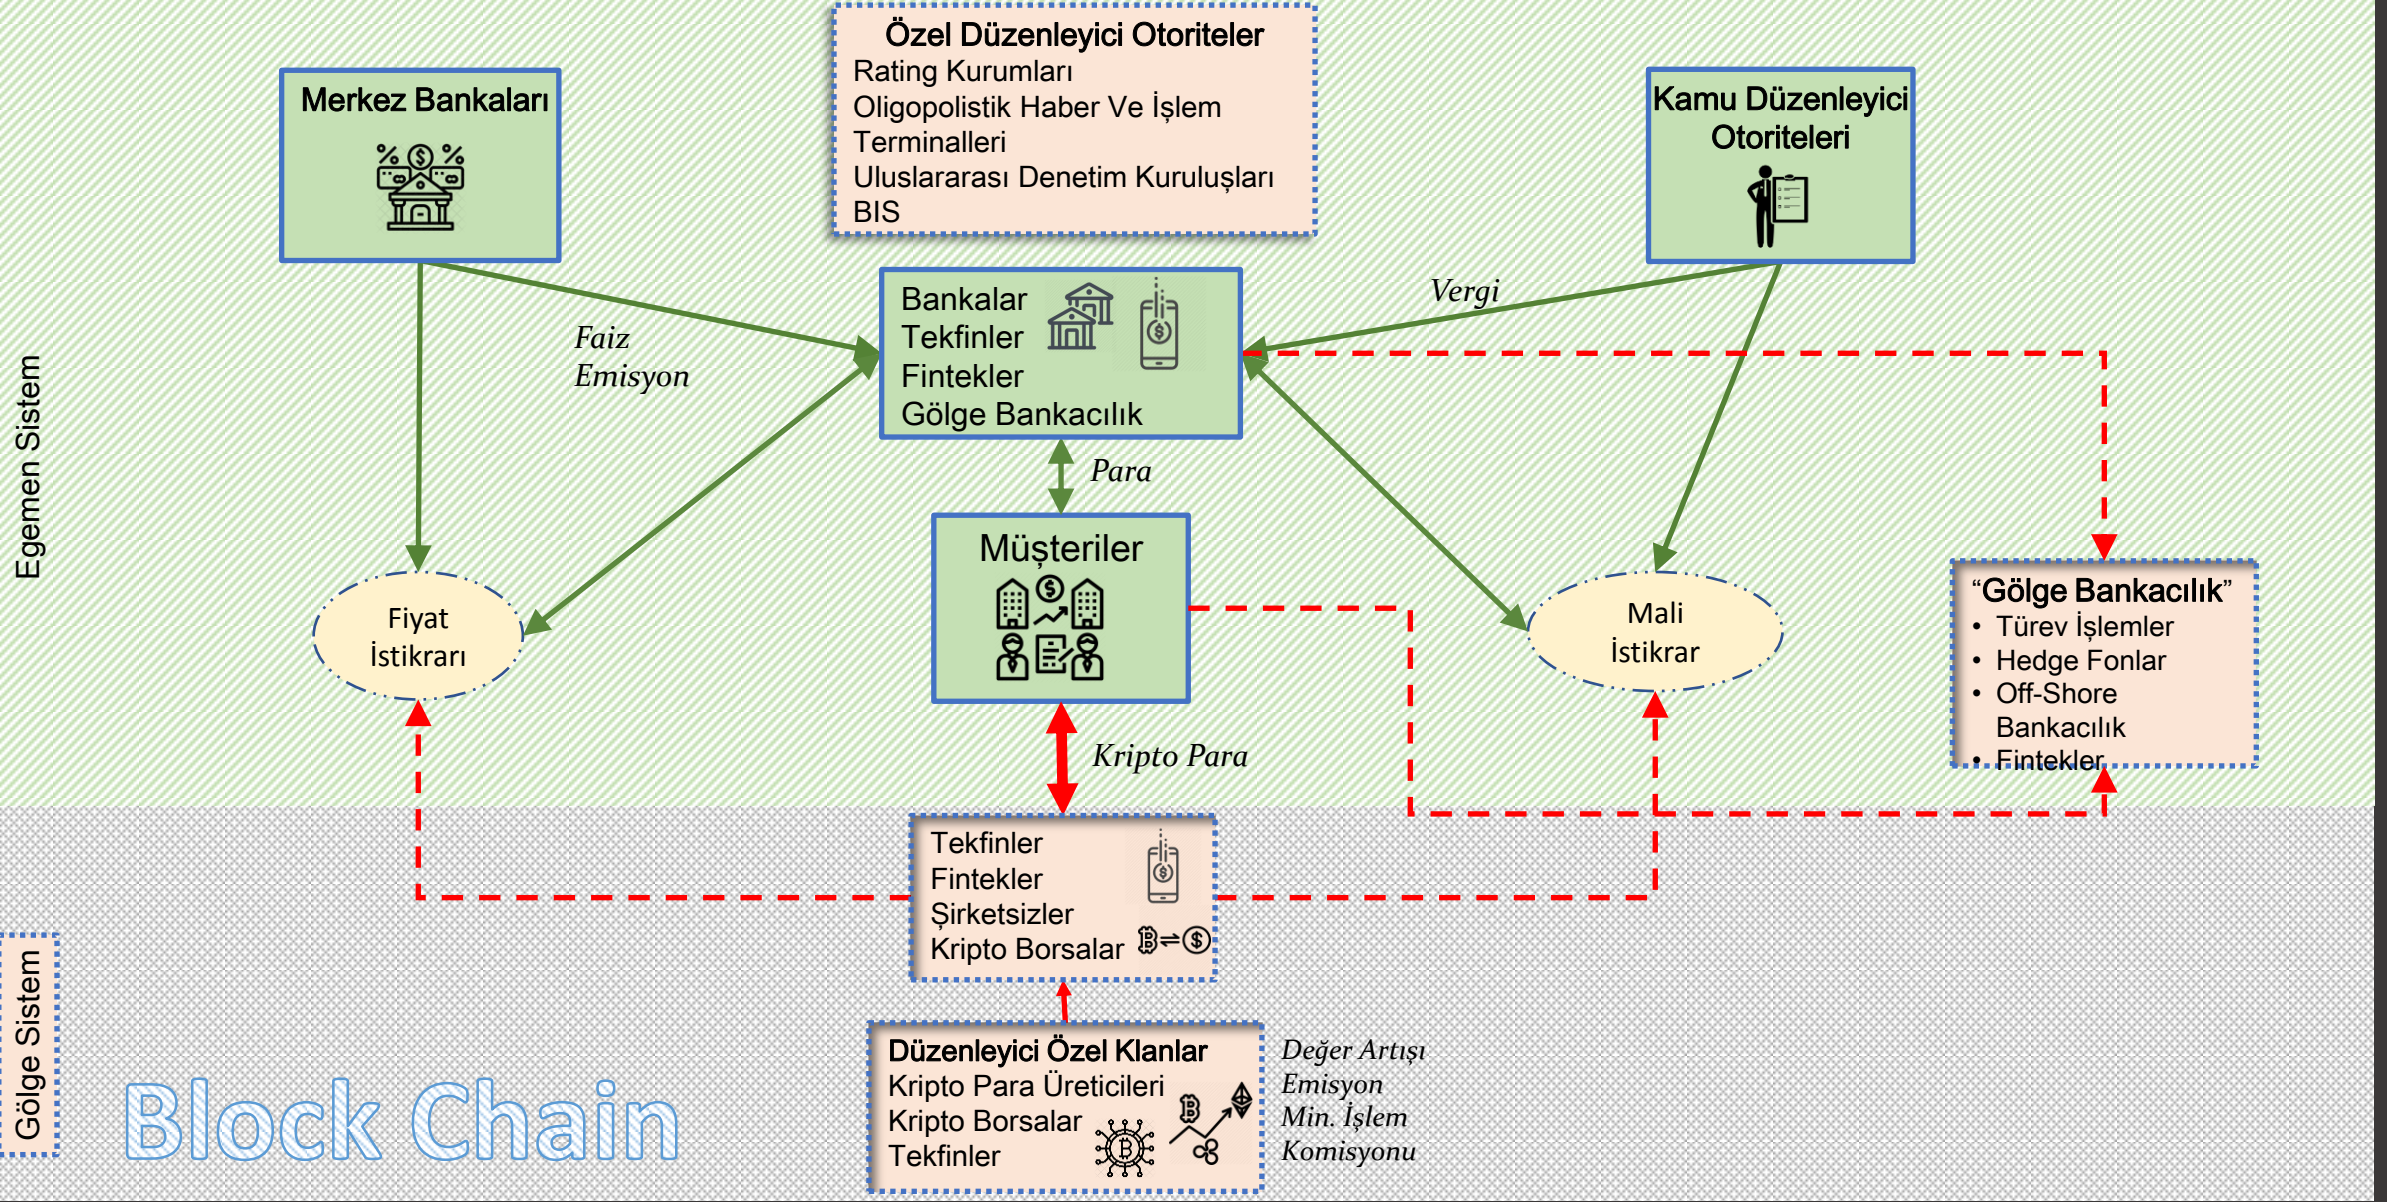 Özel Düzenleyici Otoriteler
Rating Kurumları
Oligopolistik Haber Ve İşlem
Terminalleri
Uluslararası Denetim Kuruluşları
BIS
Merkez Bankaları
Kamu Düzenleyici
Otoriteleri
Bankalar
Tekfinler
Fintekler
Gölge Bankacılık
Faiz
Emisyon
Vergi
Para
Egemen Sistem
Müşteriler
Fiyat
İstikrarı
Mali
İstikrar
“Gölge Bankacılık”
• Türev İşlemler
• Hedge Fonlar
• Off-Shore
Bankacılık
• Fintekler
Kripto Para
Tekfinler
Fintekler
Şirketsizler
Kripto Borsalar
Gölge Sistem
Block Chain
Düzenleyici Özel Klanlar
Kripto Para Üreticileri
Kripto Borsalar
Tekfinler
Değer Artışı
Emisyon
Min. İşlem
Komisyonu